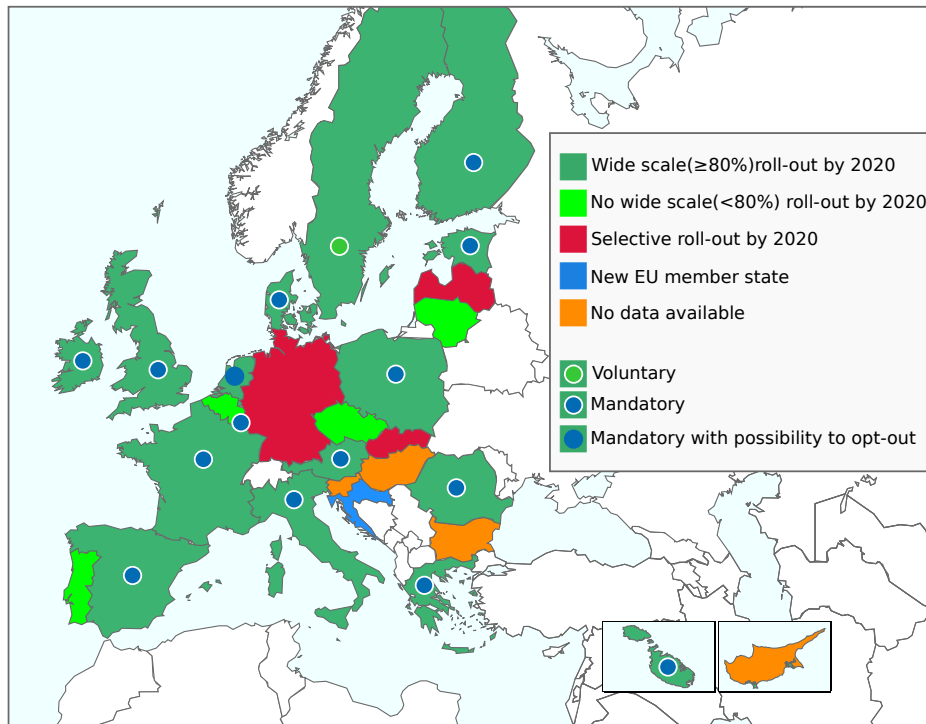 Wide scale(≥80%)roll-out by 2020
No wide scale(<80%) roll-out by 2020
Selective roll-out by 2020
New EU member state
No data available
Voluntary
Mandatory
Mandatory with possibility to opt-out